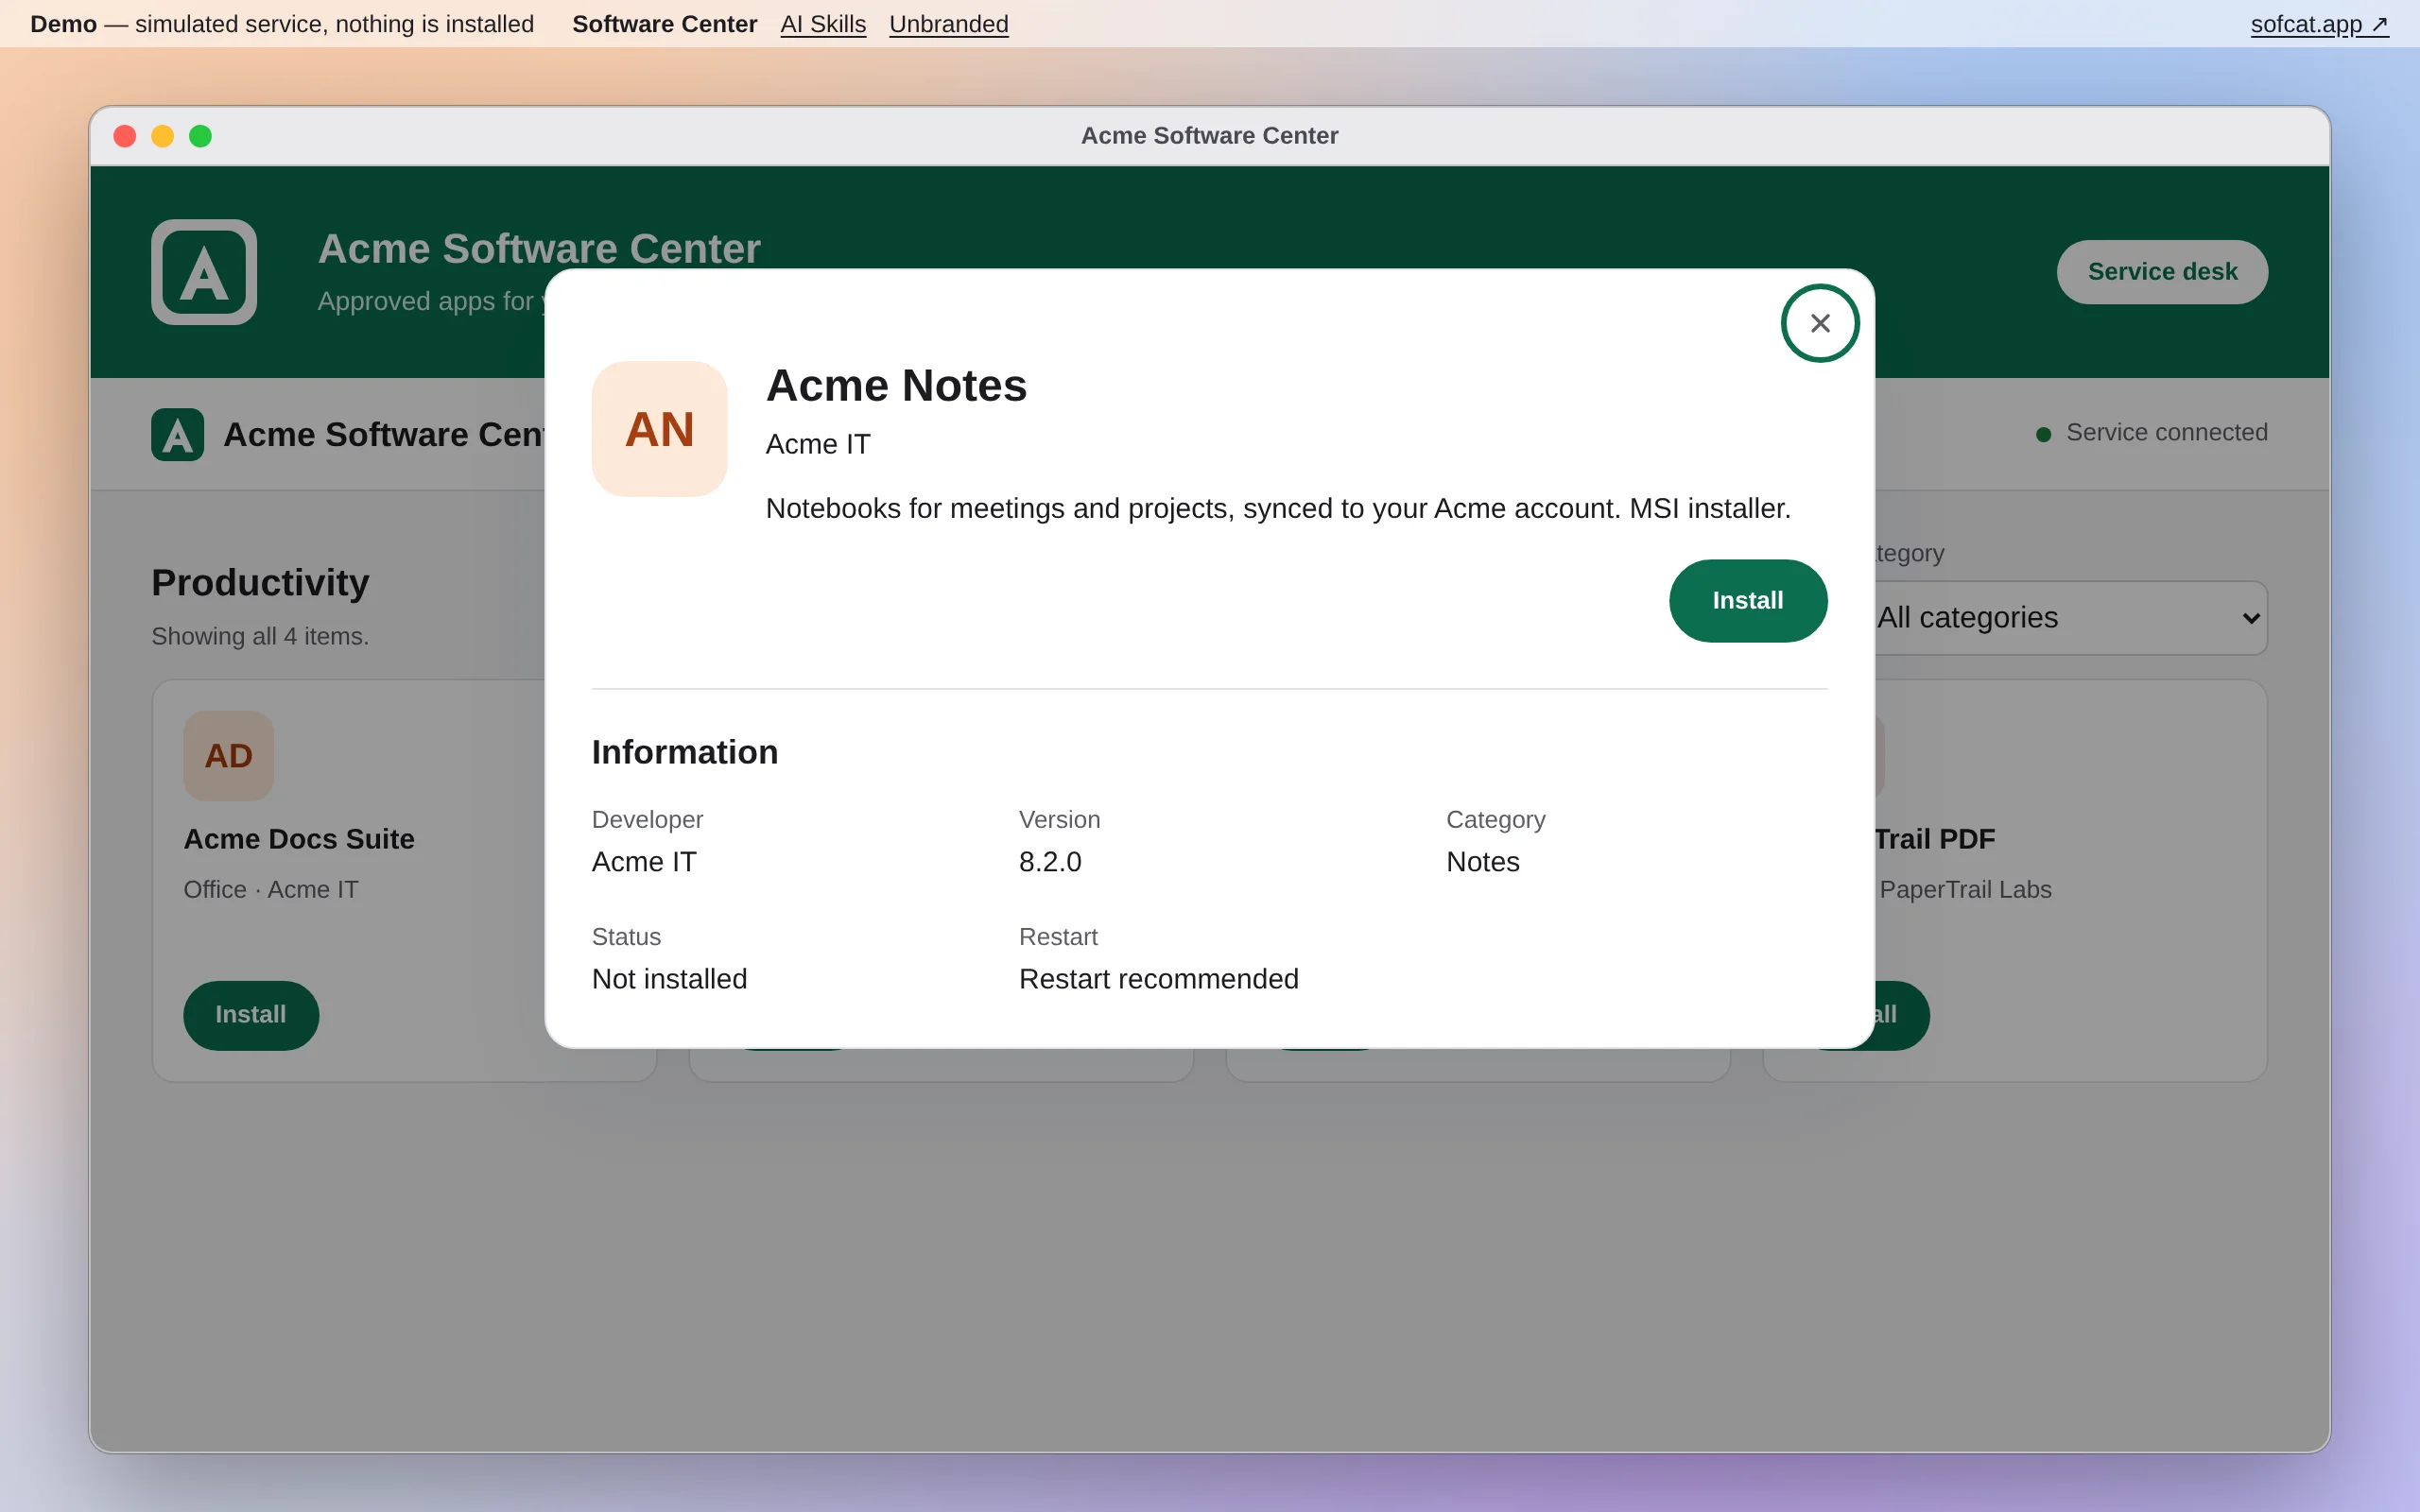 Demo — simulated service, nothing is installed Software Center AI Skills Unbranded sofcat.app ↗
Acme Software Center
Acme Software Center
Approved apps for
Service desk
Acme Software Cent
Service connected
Productivity
Showing all 4 items.
tegory
All categories
AD
Acme Docs Suite
Office · Acme IT
Install
Trail PDF
PaperTrail Labs
all
×
AN
Acme Notes
Acme IT
Notebooks for meetings and projects, synced to your Acme account. MSI installer.
Install
Information
Developer Version Category
Acme IT 8.2.0 Notes
Status Restart
Not installed Restart recommended